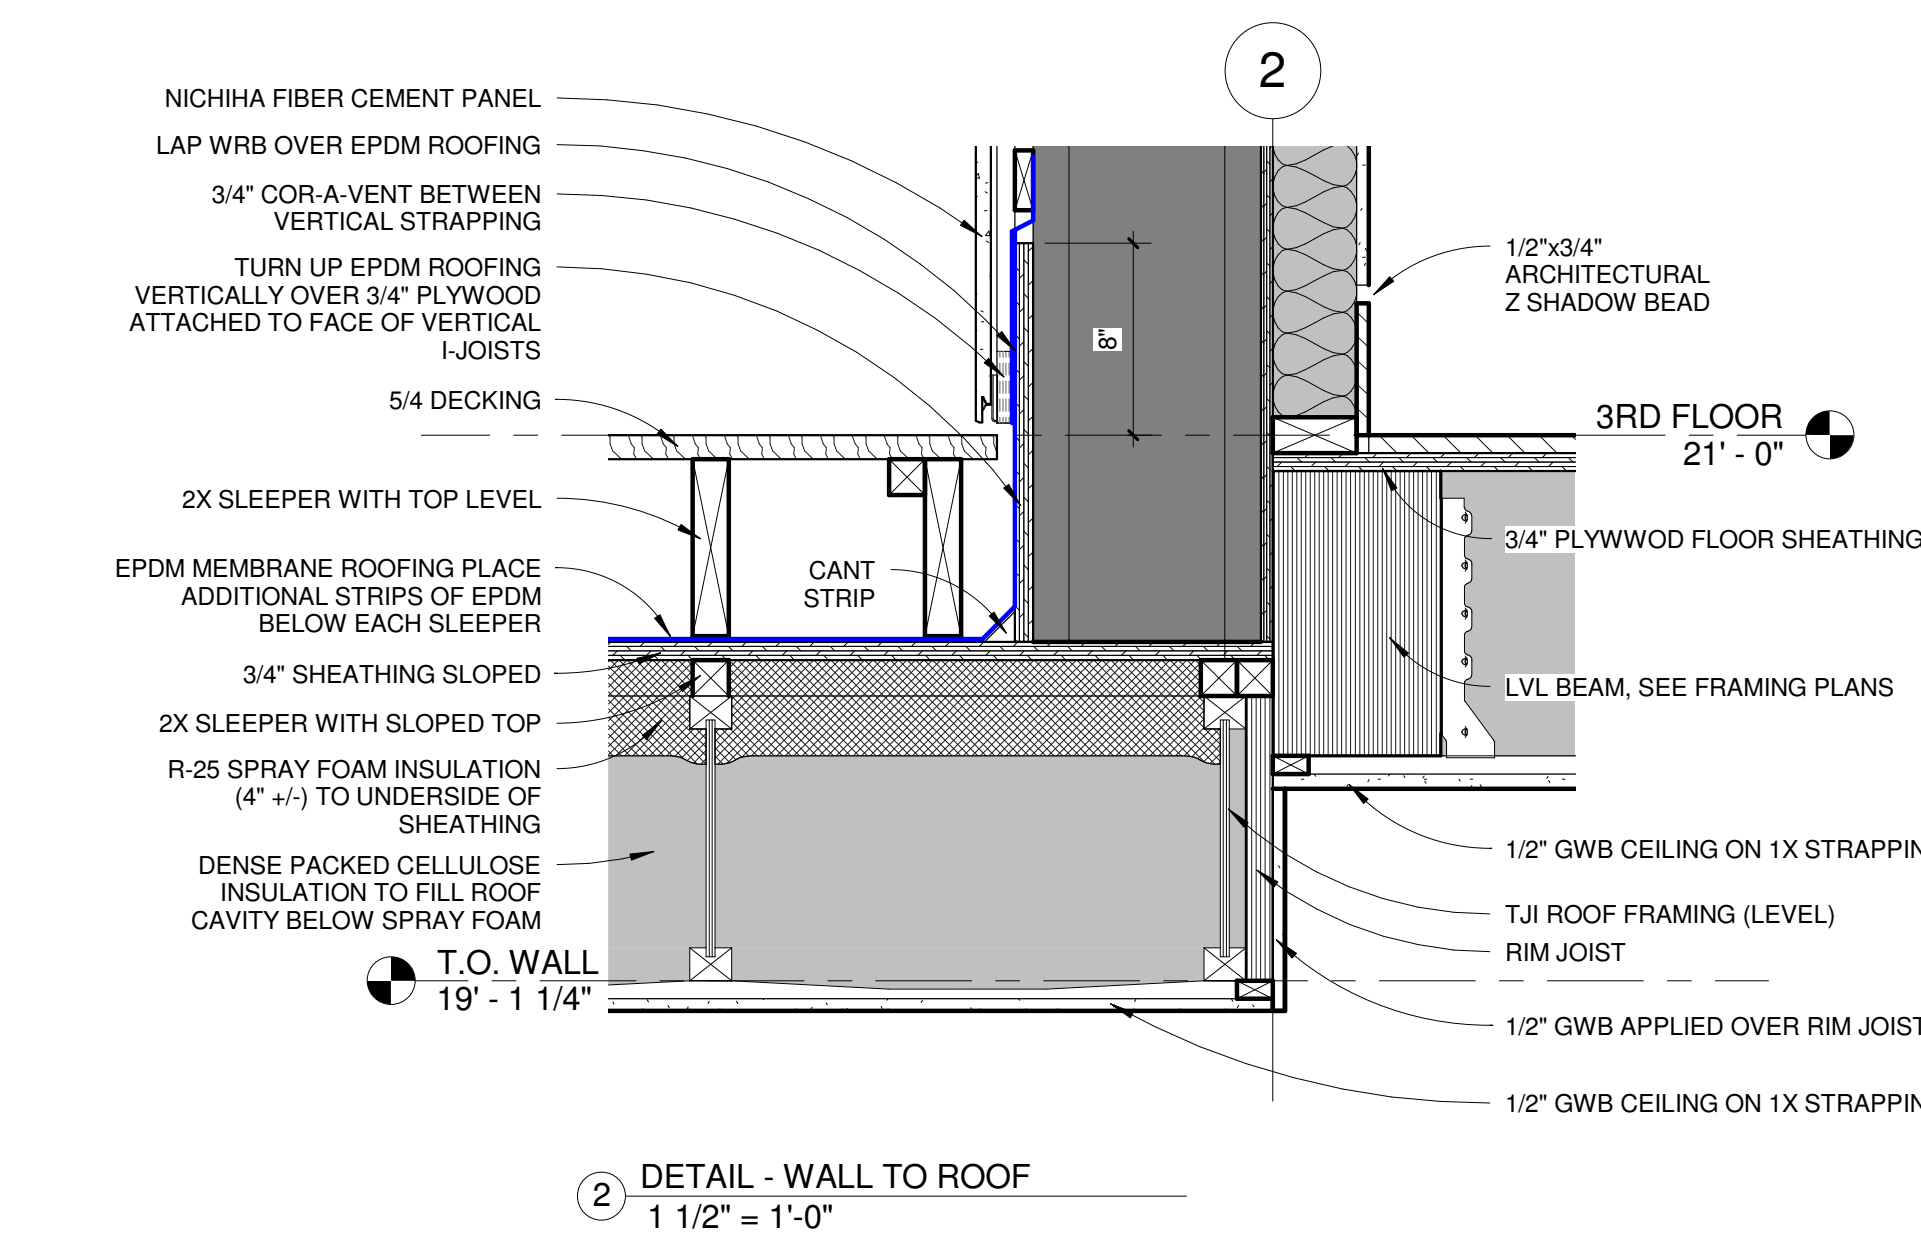 2
NICHIHA FIBER CEMENT PANEL
LAP WRB OVER EPDM ROOFING
3/4" COR-A-VENT BETWEEN
VERTICAL STRAPPING
TURN UP EPDM ROOFING
VERTICALLY OVER 3/4" PLYWOOD
ATTACHED TO FACE OF VERTICAL
I-JOISTS
5/4 DECKING
2X SLEEPER WITH TOP LEVEL
EPDM MEMBRANE ROOFING PLACE
ADDITIONAL STRIPS OF EPDM
BELOW EACH SLEEPER
3/4" SHEATHING SLOPED
2X SLEEPER WITH SLOPED TOP
R-25 SPRAY FOAM INSULATION
(4" +/-) TO UNDERSIDE OF
SHEATHING
DENSE PACKED CELLULOSE
INSULATION TO FILL ROOF
CAVITY BELOW SPRAY FOAM
T.O. WALL
19' - 1 1/4"
CANT
STRIP
8"
1/2"x3/4"
ARCHITECTURAL
Z SHADOW BEAD
3RD FLOOR
21' - 0"
3/4" PLYWWOD FLOOR SHEATHING
LVL BEAM, SEE FRAMING PLANS
1/2" GWB CEILING ON 1X STRAPPIN
TJI ROOF FRAMING (LEVEL)
RIM JOIST
1/2" GWB APPLIED OVER RIM JOIST
1/2" GWB CEILING ON 1X STRAPPIN
2
DETAIL - WALL TO ROOF
1 1/2" = 1'-0"